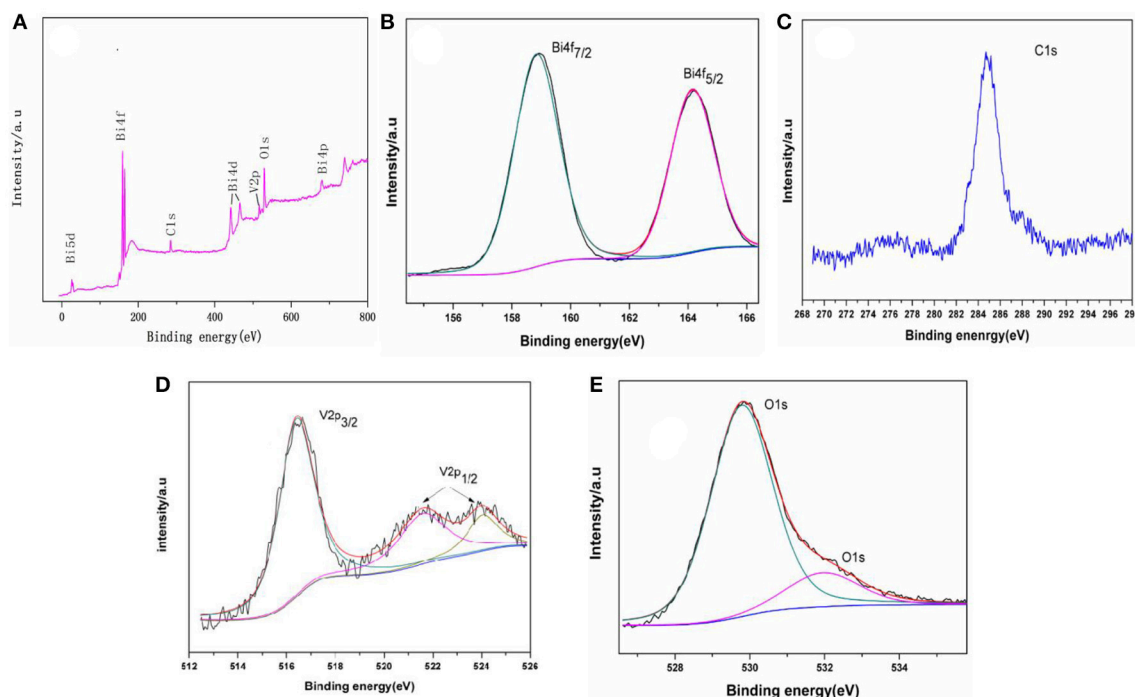 A
Intensity/a.u
Bi5d
Bi4f
C1s
Bi4d
V2p
O1s
Bi4p
0 200 400 600 800
Binding energy(eV)
B
Intensity/a.u
Bi4f7/2
Bi4f5/2
156 158 160 162 164 166
Binding energy(eV)
C
Intensity/a.u
C1s
268 270 272 274 276 278 280 282 284 286 288 290 292 294 296 29
Binding enenrgy(eV)
D
intensity/a.u
V2p3/2
V2p1/2
512 514 516 518 520 522 524 526
Binding energy(eV)
E
Intensity/a.u
O1s
O1s
528 530 532 534
Binding energy(eV)